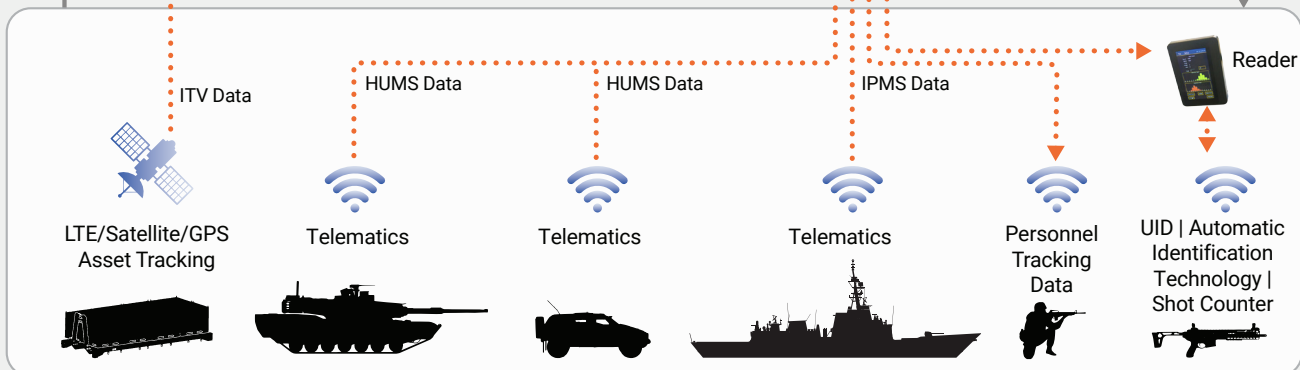 Reader
ITV Data
HUMS Data
HUMS Data
IPMS Data
LTE/Satellite/GPS
Asset Tracking
Telematics
Telematics
Telematics
Personnel
Tracking
Data
UID | Automatic
Identification
Technology |
Shot Counter